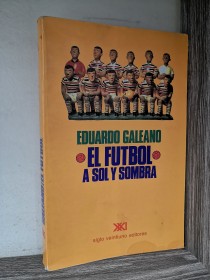 EDUARDO GALEANO
EL FUTBOL
A SOL Y SOMBRA
siglo veintiuno editores